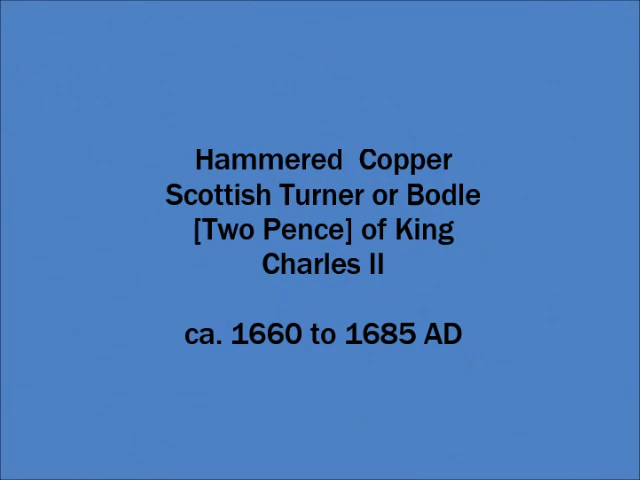 Hammered  Copper
Scottish Turner or Bodle
[Two Pence] of King
Charles II
ca. 1660 to 1685 AD